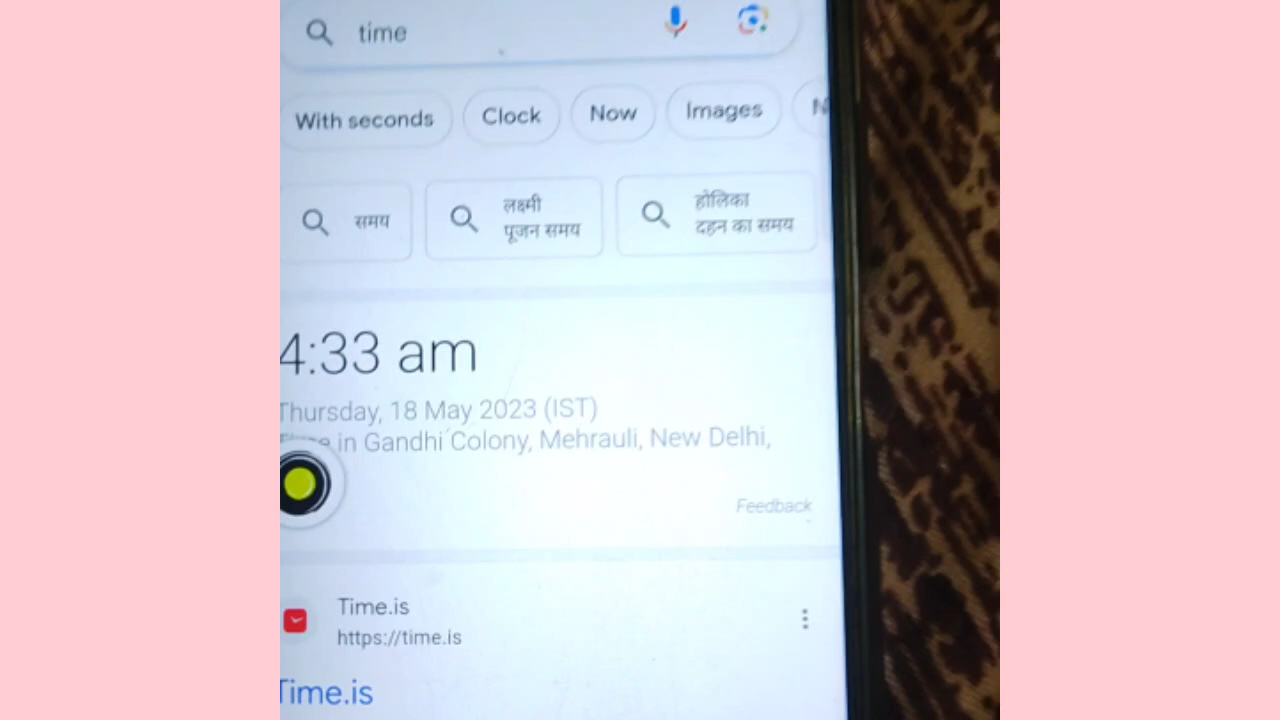 time
With seconds
Clock
Now
Images
समय
लक्ष्मी
पूजन समय
होलिका
दहन का समय
4:33 am
Thursday, 18 May 2023 (IST)
in Gandhi Colony, Mehrauli, New Delhi,
Feedback
Time.is
https://time.is
Time.is